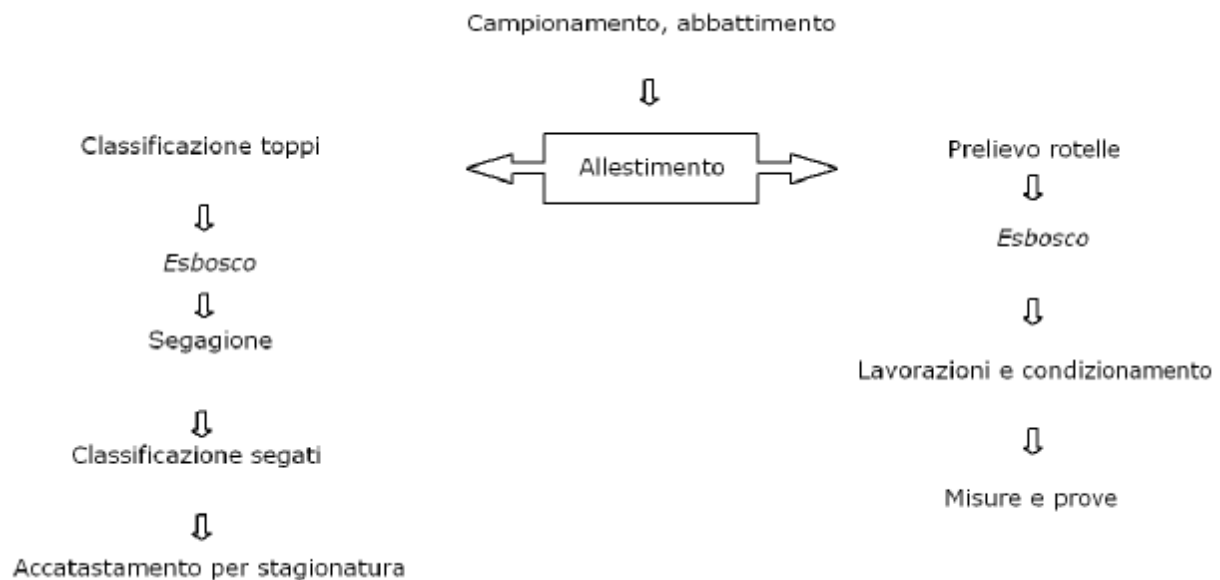 Campionamento, abbattimento
Classificazione toppi
Allestimento
Prelievo rotelle
Esbosco
Esbosco
Segagione
Lavorazioni e condizionamento
Classificazione segati
Misure e prove
Accatastamento per stagionatura